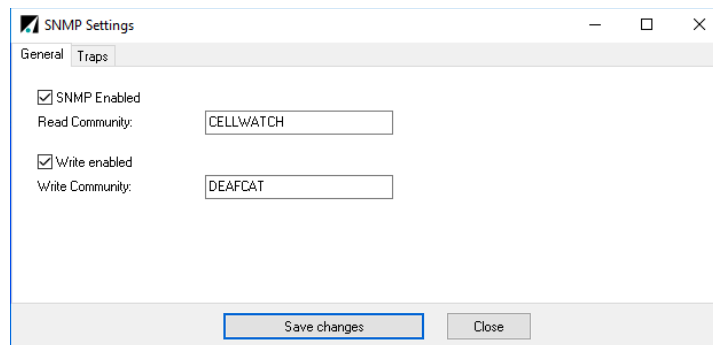 SNMP Settings
General Traps
SNMP Enabled
Read Community: CELLWATCH
Write enabled
Write Community: DEAFCAT
Save changes Close